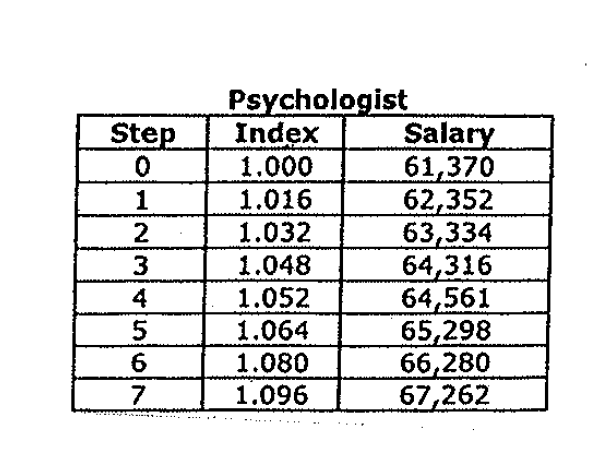 Psychologist
Step Index Salary
0 1.000 61,370
1 1.016 62,352
2 1.032 63,334
3 1.048 64,316
4 1.052 64,561
5 1.064 65,298
6 1.080 66,280
7 1.096 67,262